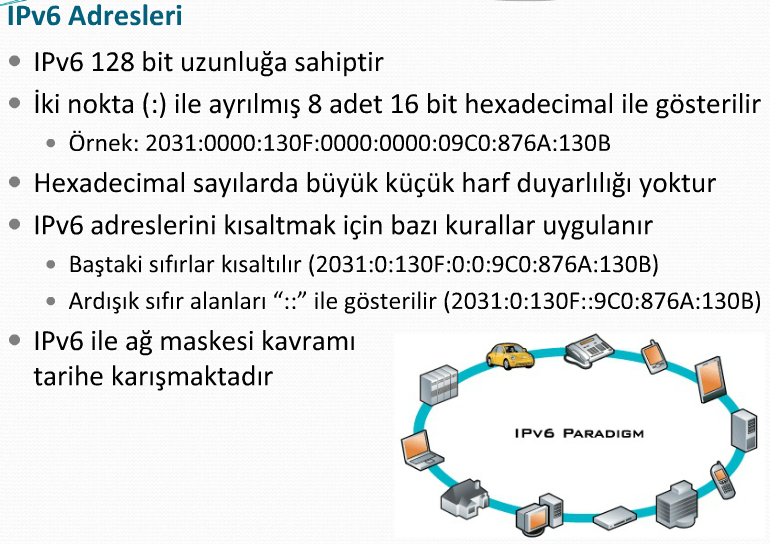 IPv6 Adresleri
• IPv6 128 bit uzunluğa sahiptir
• İki nokta (:) ile ayrılmış 8 adet 16 bit hexadecimal ile gösterilir
• Örnek: 2031:0000:130F:0000:0000:09C0:876A:130B
• Hexadecimal sayılarda büyük küçük harf duyarlılığı yoktur
• IPv6 adreslerini kısaltmak için bazı kurallar uygulanır
• Baştaki sıfırlar kısaltılır (2031:0:130F:0:0:9C0:876A:130B)
• Ardışık sıfır alanları “::” ile gösterilir (2031:0:130F::9C0:876A:130B)
• IPv6 ile ağ maskesi kavramı
tarihe karışmaktadır
IPv6 Paradigm